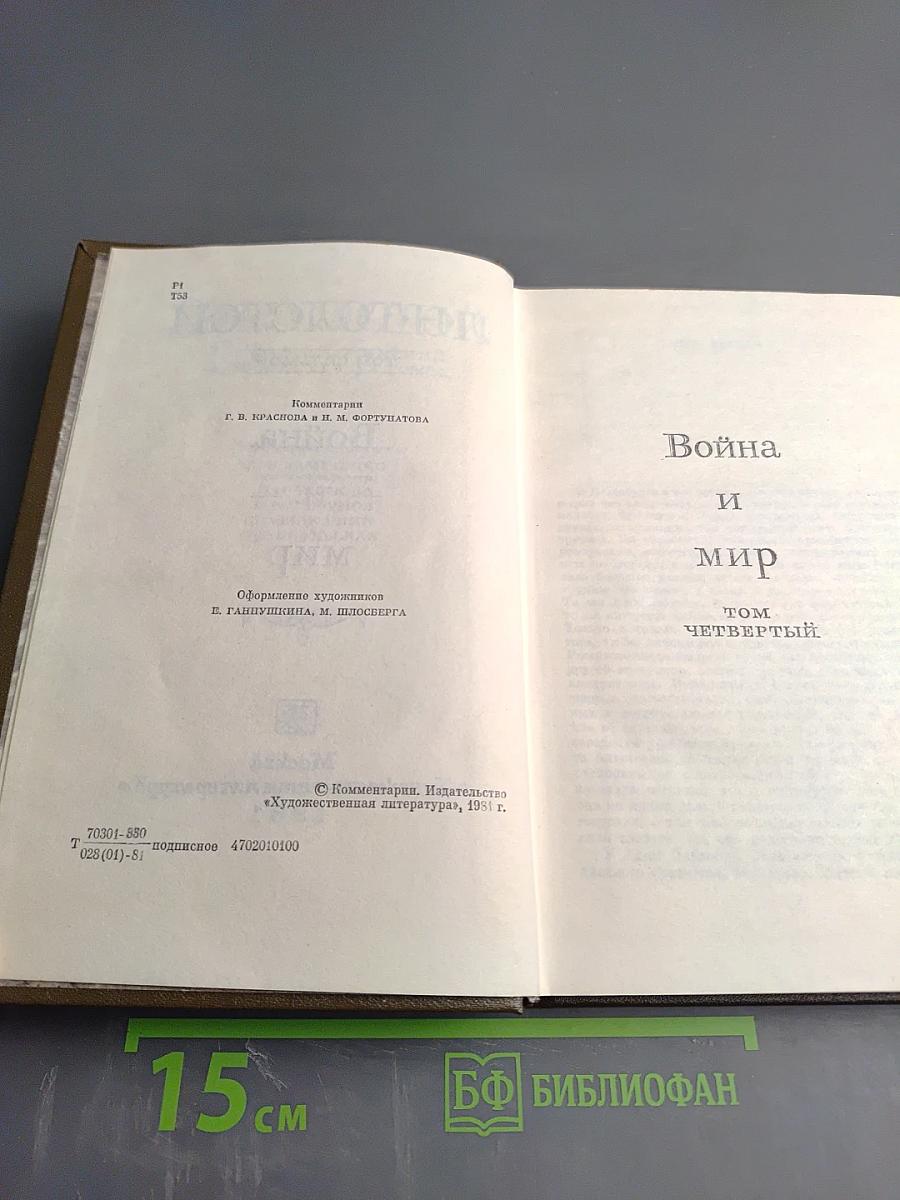 Р1
Т53
Комментарии
Г. В. КРАСНОВА и Н. М. ФОРТУНАТОВА
Оформление художников
Е. ГАННУШКИНА, М. ШЛОСБЕРГА
© Комментарии. Издательство
«Художественная литература», 1981 г.
Т 70301-350 подписное 4702010100
028(01)-81
Война
и
мир
ТОМ
ЧЕТВЕРТЫЙ
15 см
БФ БИБЛИОФАН